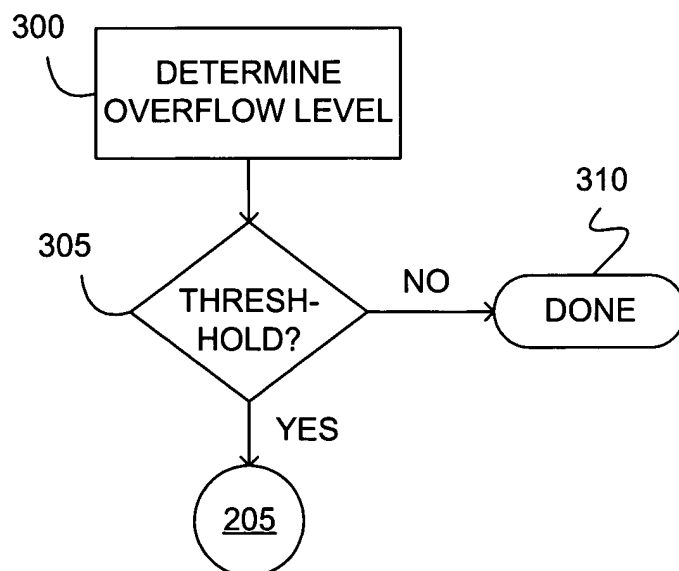 300
DETERMINE
OVERFLOW LEVEL
310
305
THRESH-
HOLD?
NO
DONE
YES
205